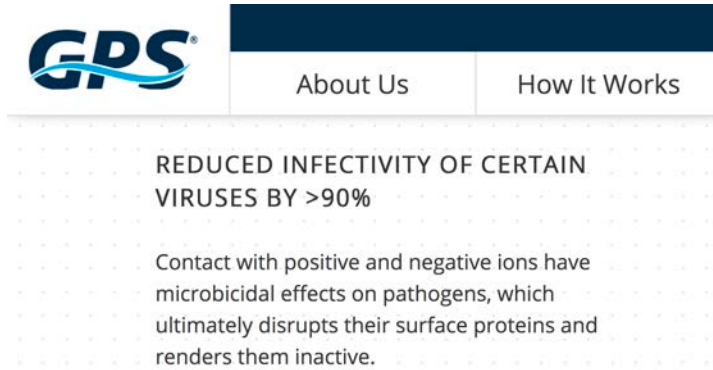 GPS®
About Us
How It Works
REDUCED INFECTIVITY OF CERTAIN
VIRUSES BY >90%
Contact with positive and negative ions have
microbicidal effects on pathogens, which
ultimately disrupts their surface proteins and
renders them inactive.